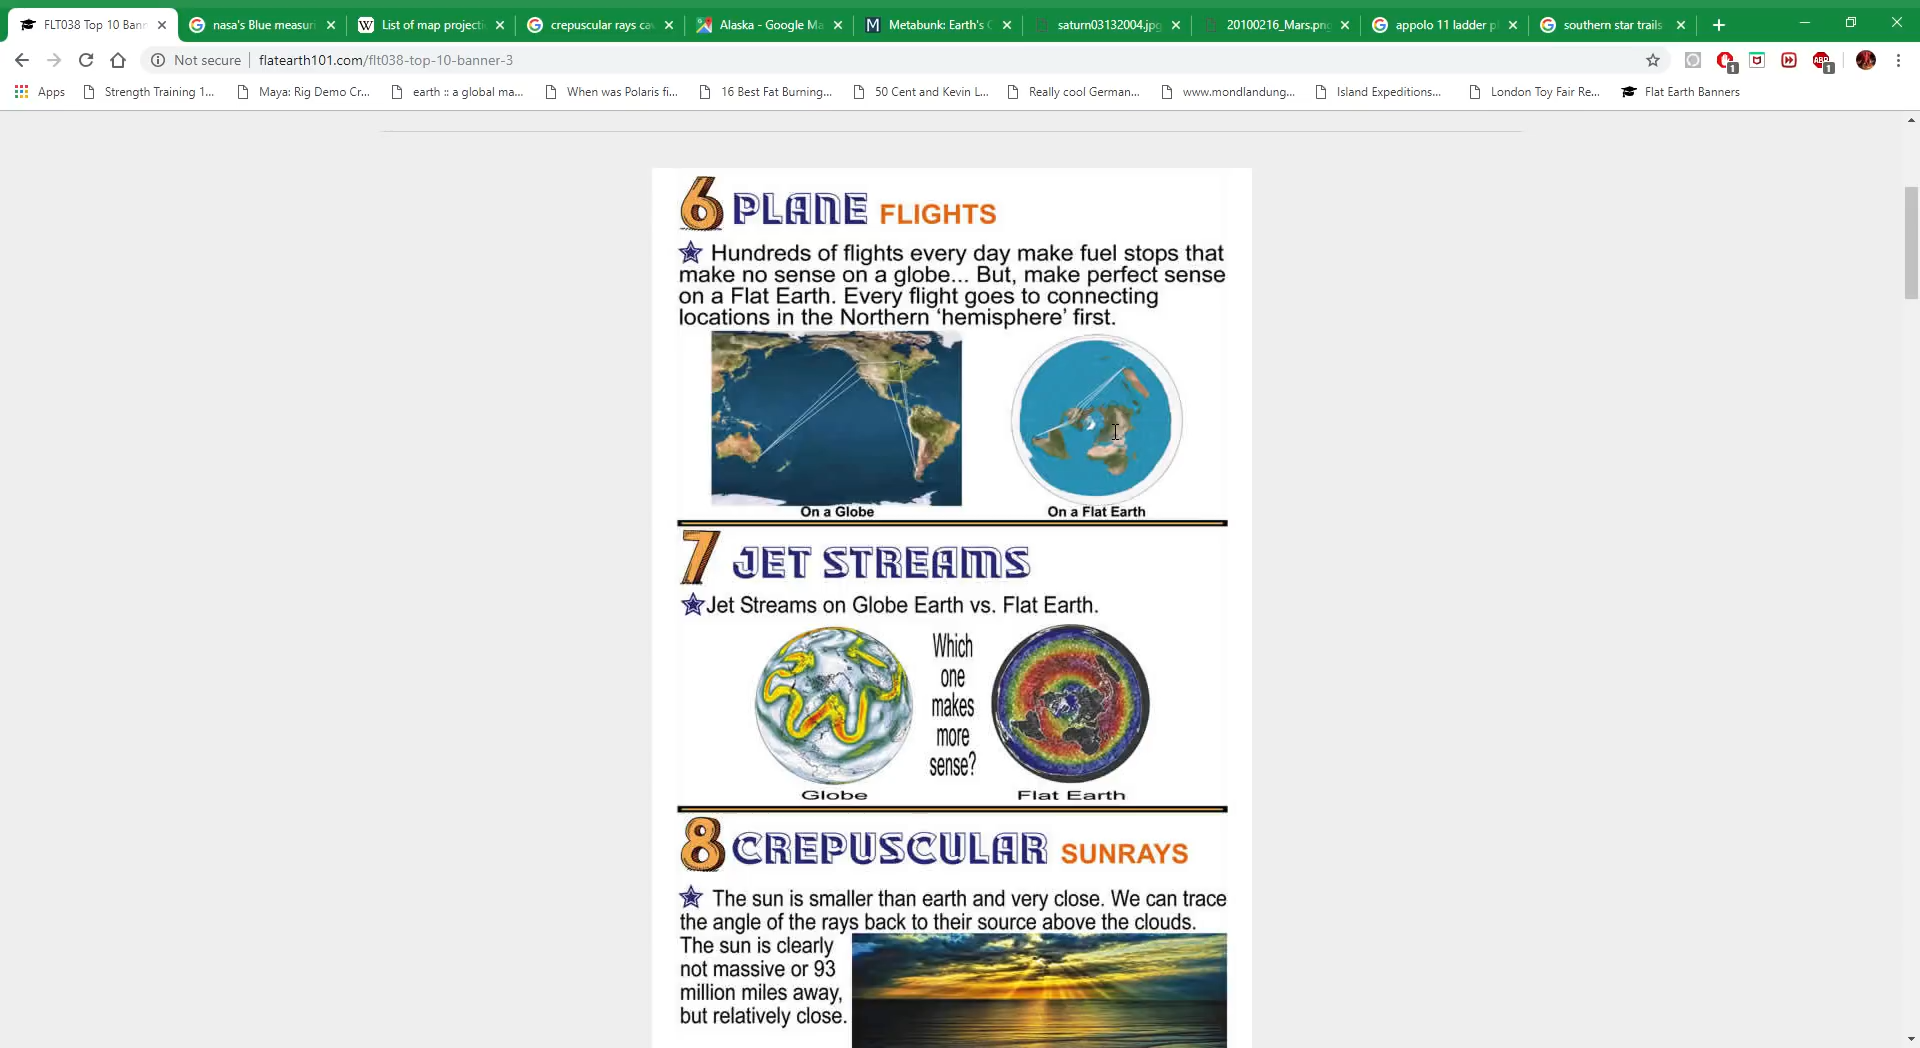 FLT038 Top 10 Bann
nasa's Blue measuri
List of map projecti
crepuscular rays cav
Alaska - Google Ma
Metabunk: Earth's C
saturn03132004.jpg
20100216_Mars.png
appolo 11 ladder p
southern star trails
Not secure
flatearth101.com/flt038-top-10-banner-3
1
ABP
1
Apps
Strength Training 1...
Maya: Rig Demo Cr...
earth :: a global ma...
When was Polaris fi...
16 Best Fat Burning...
50 Cent and Kevin L...
Really cool German...
www.mondlandung...
Island Expeditions...
London Toy Fair Re...
Flat Earth Banners
6 PLANE FLIGHTS
Hundreds of flights every day make fuel stops that
make no sense on a globe... But, make perfect sense
on a Flat Earth. Every flight goes to connecting
locations in the Northern ‘hemisphere’ first.
On a Globe
On a Flat Earth
7 JET STREAMS
Jet Streams on Globe Earth vs. Flat Earth.
Which
one
makes
more
sense?
Globe
Flat Earth
8 CREPUSCULAR SUNRAYS
The sun is smaller than earth and very close. We can trace
the angle of the rays back to their source above the clouds.
The sun is clearly
not massive or 93
million miles away,
but relatively close.